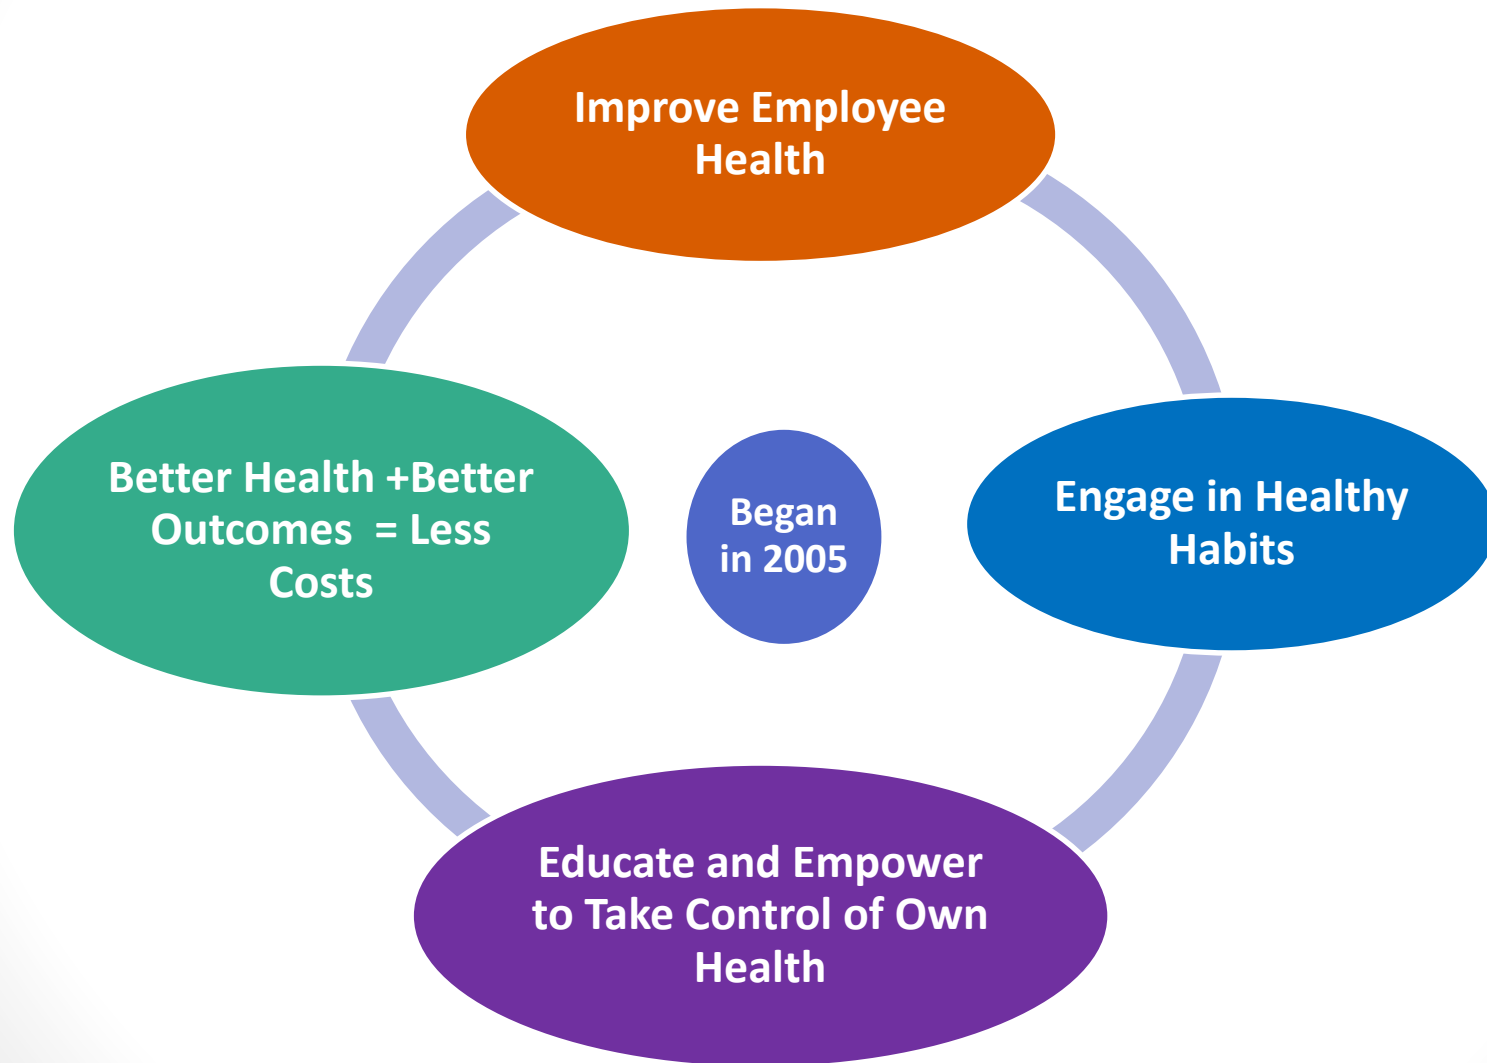 Improve Employee
Health
Better Health +Better
Outcomes  = Less
Costs
Began
in 2005
Engage in Healthy
Habits
Educate and Empower
to Take Control of Own
Health